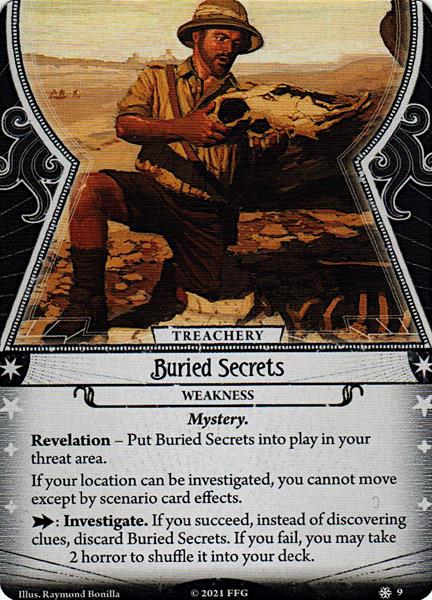 TREACHERY
Buried Secrets
WEAKNESS
Mystery.
Revelation – Put Buried Secrets into play in your
threat area.
If your location can be investigated, you cannot move
except by scenario card effects.
: Investigate. If you succeed, instead of discovering
clues, discard Buried Secrets. If you fail, you may take
2 horror to shuffle it into your deck.
Illus. Raymond Bonilla © 2021 FFG 9